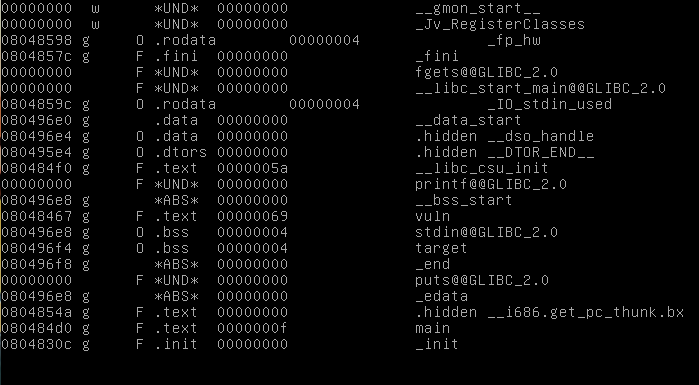 00000000  w      *UND*  00000000              __gmon_start__
00000000  w      *UND*  00000000              _Jv_RegisterClasses
08048598 g     O .rodata        00000004              _fp_hw
0804857c g     F .fini  00000000              _fini
00000000       F *UND*  00000000              fgets@@GLIBC_2.0
00000000       F *UND*  00000000              __libc_start_main@@GLIBC_2.0
0804859c g     O .rodata        00000004              _IO_stdin_used
080496e0 g       .data  00000000              __data_start
080496e4 g     O .data  00000000              .hidden __dso_handle
080495e4 g     O .dtors 00000000              .hidden __DTOR_END__
080484f0 g     F .text  0000005a              __libc_csu_init
00000000       F *UND*  00000000              printf@@GLIBC_2.0
080496e8 g       *ABS*  00000000              __bss_start
08048467 g     F .text  00000069              vuln
080496e8 g     O .bss   00000004              stdin@@GLIBC_2.0
080496f4 g     O .bss   00000004              target
080496f8 g       *ABS*  00000000              _end
00000000       F *UND*  00000000              puts@@GLIBC_2.0
080496e8 g       *ABS*  00000000              _edata
0804854a g     F .text  00000000              .hidden __i686.get_pc_thunk.bx
080484d0 g     F .text  0000000f              main
0804830c g     F .init  00000000              _init